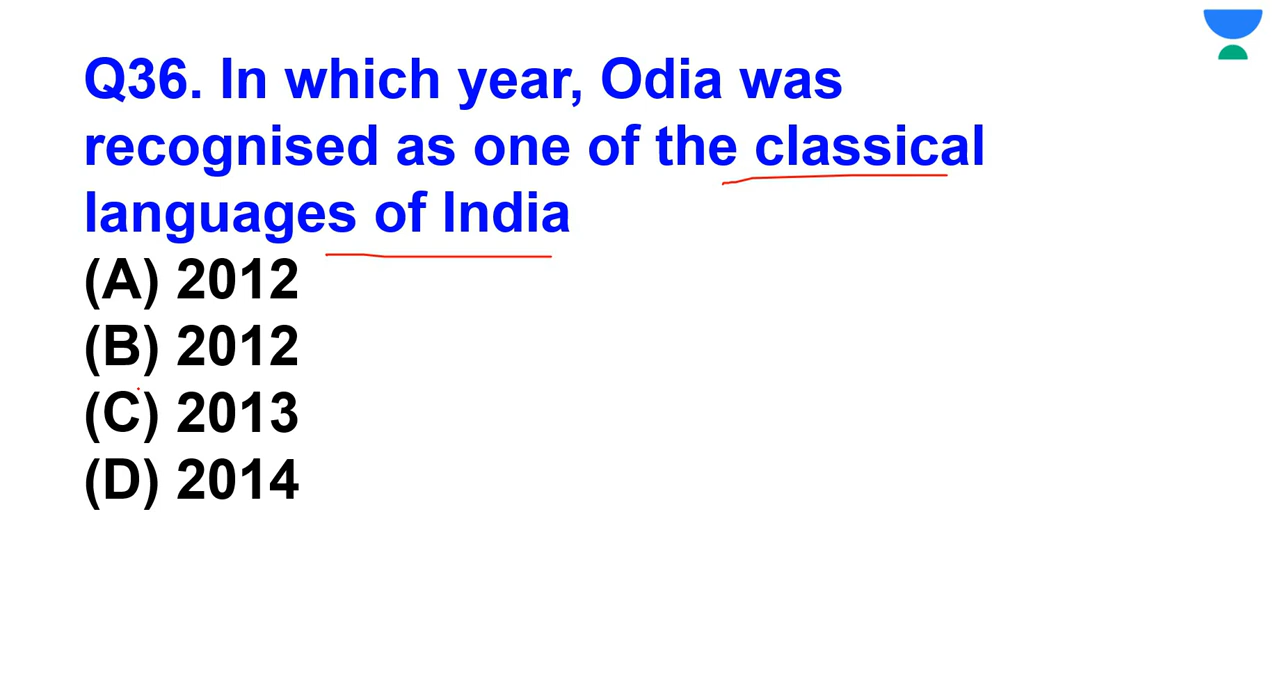 Q36. In which year, Odia was
recognised as one of the classical
languages of India
(A) 2012
(B) 2012
(C) 2013
(D) 2014